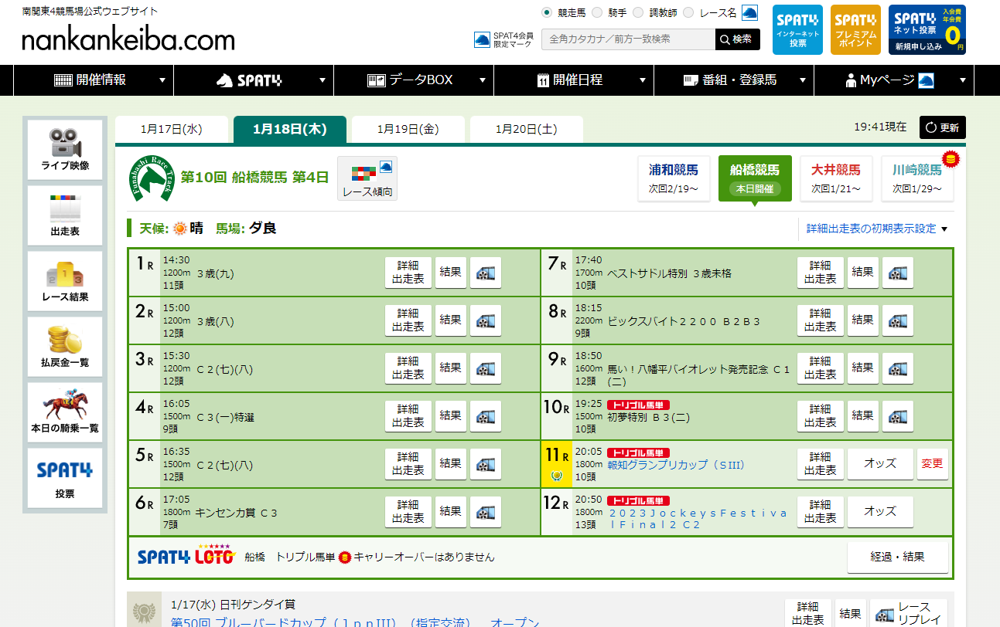 南関東4競馬場公式ウェブサイト
nankankeiba.com
競走馬 騎手 調教師 レース名
SPAT4会員
限定マーク
全角カタカナ／前方一致検索
検索
SPAT4
インターネット
投票
SPAT4
プレミアム
ポイント
SPAT4
ネット投票
入会費
年会費
0円
新規申し込み
開催情報 ▼
SPAT4 ▼
データBOX ▼
11 開催日程 ▼
番組・登録馬 ▼
Myページ ▼
ライブ映像
出走表
2 1 3
レース結果
払戻金一覧
本日の騎乗一覧
SPAT4
投票
1月17日(水)
1月18日(木)
1月19日(金)
1月20日(土)
19:41現在
更新
Funabashi Race Track
第10回 船橋競馬 第4日
レース傾向
浦和競馬
次回2/19～
船橋競馬
本日開催
大井競馬
次回1/21～
川崎競馬
次回1/29～
天候: 晴 馬場: ダ良
詳細出走表の初期表示設定 ▼
1R
14:30
1200m ３歳(九)
11頭
詳細
出走表
結果
2R
15:00
1200m ３歳(八)
12頭
詳細
出走表
結果
3R
15:30
1200m Ｃ２(七)(八)
12頭
詳細
出走表
結果
4R
16:05
1500m Ｃ３(一)特選
9頭
詳細
出走表
結果
5R
16:35
1500m Ｃ２(七)(八)
12頭
詳細
出走表
結果
6R
17:05
1800m キンセンカ賞 Ｃ３
7頭
詳細
出走表
結果
7R
17:40
1700m ベストサドル特別 ３歳未格
10頭
詳細
出走表
結果
8R
18:15
2200m ビックスバイト２２００ Ｂ２Ｂ３
9頭
詳細
出走表
結果
9R
18:50
1600m 馬い！八幡平バイオレット発売記念 Ｃ１
12頭 (二)
詳細
出走表
結果
10R
19:25 トリプル馬単
1500m 初夢特別 Ｂ３(二)
10頭
詳細
出走表
結果
11R
20:05 トリプル馬単
1800m 報知グランプリカップ（ＳIII）
10頭
詳細
出走表
オッズ
変更
12R
20:50 トリプル馬単
1800m ２０２３ＪｏｃｋｅｙｓＦｅｓｔｉｖａ
13頭 ｌＦｉｎａｌ２ Ｃ２
詳細
出走表
オッズ
SPAT4 LOTO 船橋 トリプル馬単 キャリーオーバーはありません
経過・結果
1/17(水) 日刊ゲンダイ賞
第50回 ブルーバードカップ（ＪｐｎIII）（指定交流） オープン
詳細
出走表
結果
レース
リプレイ